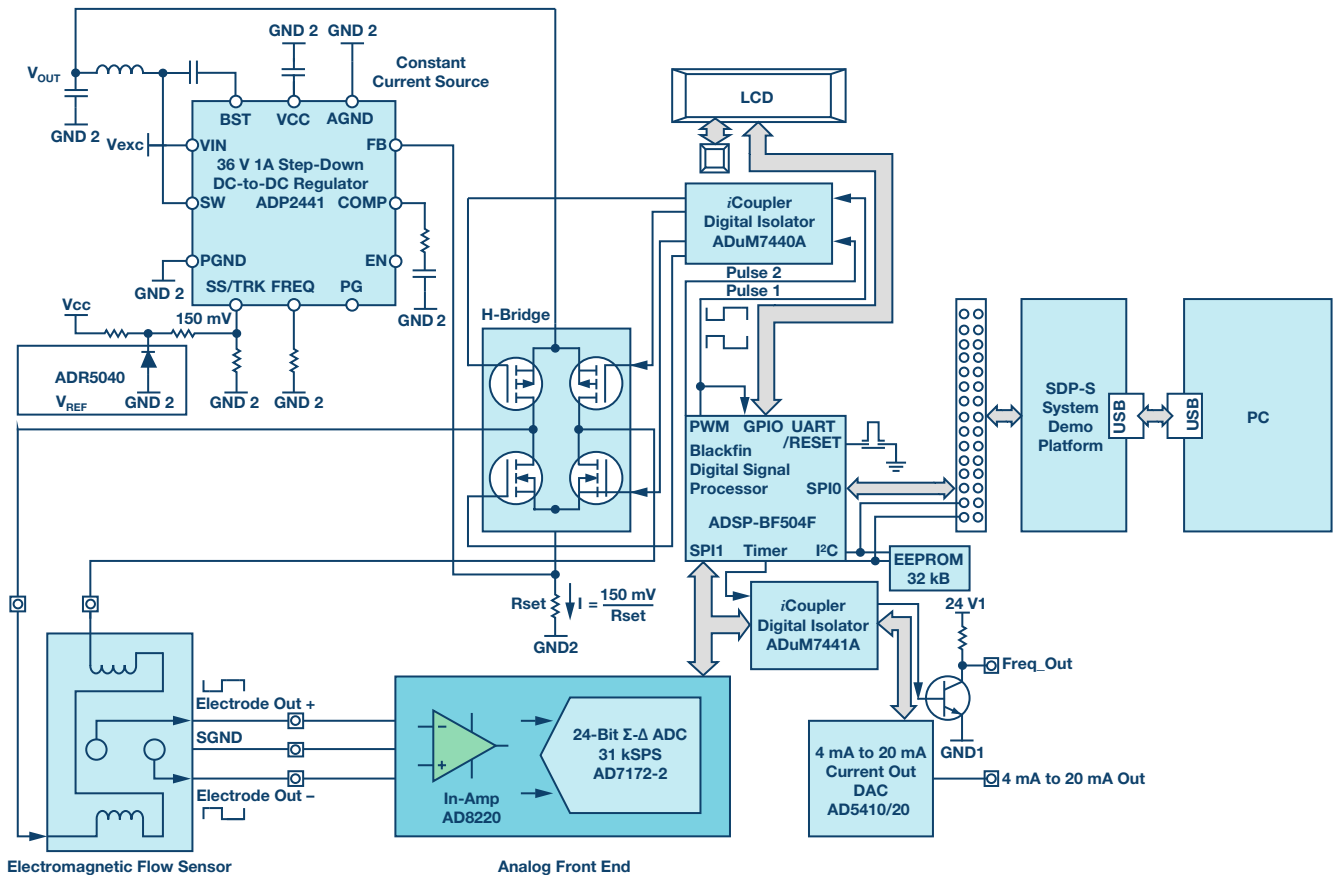 GND 2
GND 2
Constant
Current Source
VOUT
GND 2
BST
VCC
AGND
Vexc
VIN
FB
36 V 1A Step-Down
DC-to-DC Regulator
ADP2441
SW
COMP
PGND
EN
GND 2
SS/TRK
FREQ
PG
GND 2
Vcc
150 mV
ADR5040
VREF
GND 2
GND 2
GND 2
LCD
iCoupler
Digital Isolator
ADuM7440A
Pulse 2
Pulse 1
H-Bridge
PWM
GPIO
UART
/RESET
Blackfin
Digital Signal
Processor
SPI0
ADSP-BF504F
SPI1
Timer
I2C
SDP-S
System
Demo
Platform
USB
USB
PC
EEPROM
32 kB
Rset
I = 150 mV
Rset
GND2
iCoupler
Digital Isolator
ADuM7441A
24 V1
Freq_Out
GND1
Electrode Out +
SGND
Electrode Out –
In-Amp
AD8220
24-Bit Σ-Δ ADC
31 kSPS
AD7172-2
4 mA to 20 mA
Current Out
DAC
AD5410/20
4 mA to 20 mA Out
Electromagnetic Flow Sensor
Analog Front End